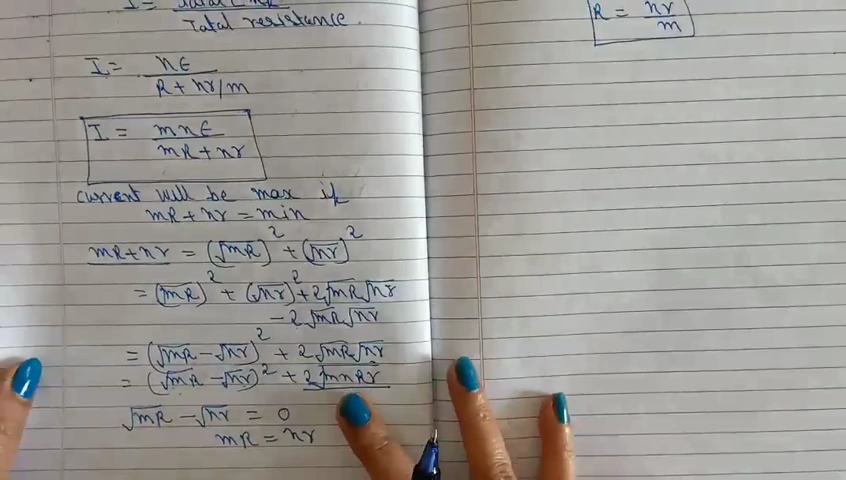 I = Total EMF
Total resistance
I = nε
R + nr/m
I = mnε
mR + nr
current will be max if
mR + nr = min
mR + nr = (√mR)² + (√nr)²
= (√mR)² + (√nr)² + 2√mR√nr
- 2√mR√nr
= (√mR - √nr)² + 2√mR√nr
= (√mR - √nr)² + 2√mnRr
√mR - √nr = 0
mR = nr
R = nr
m